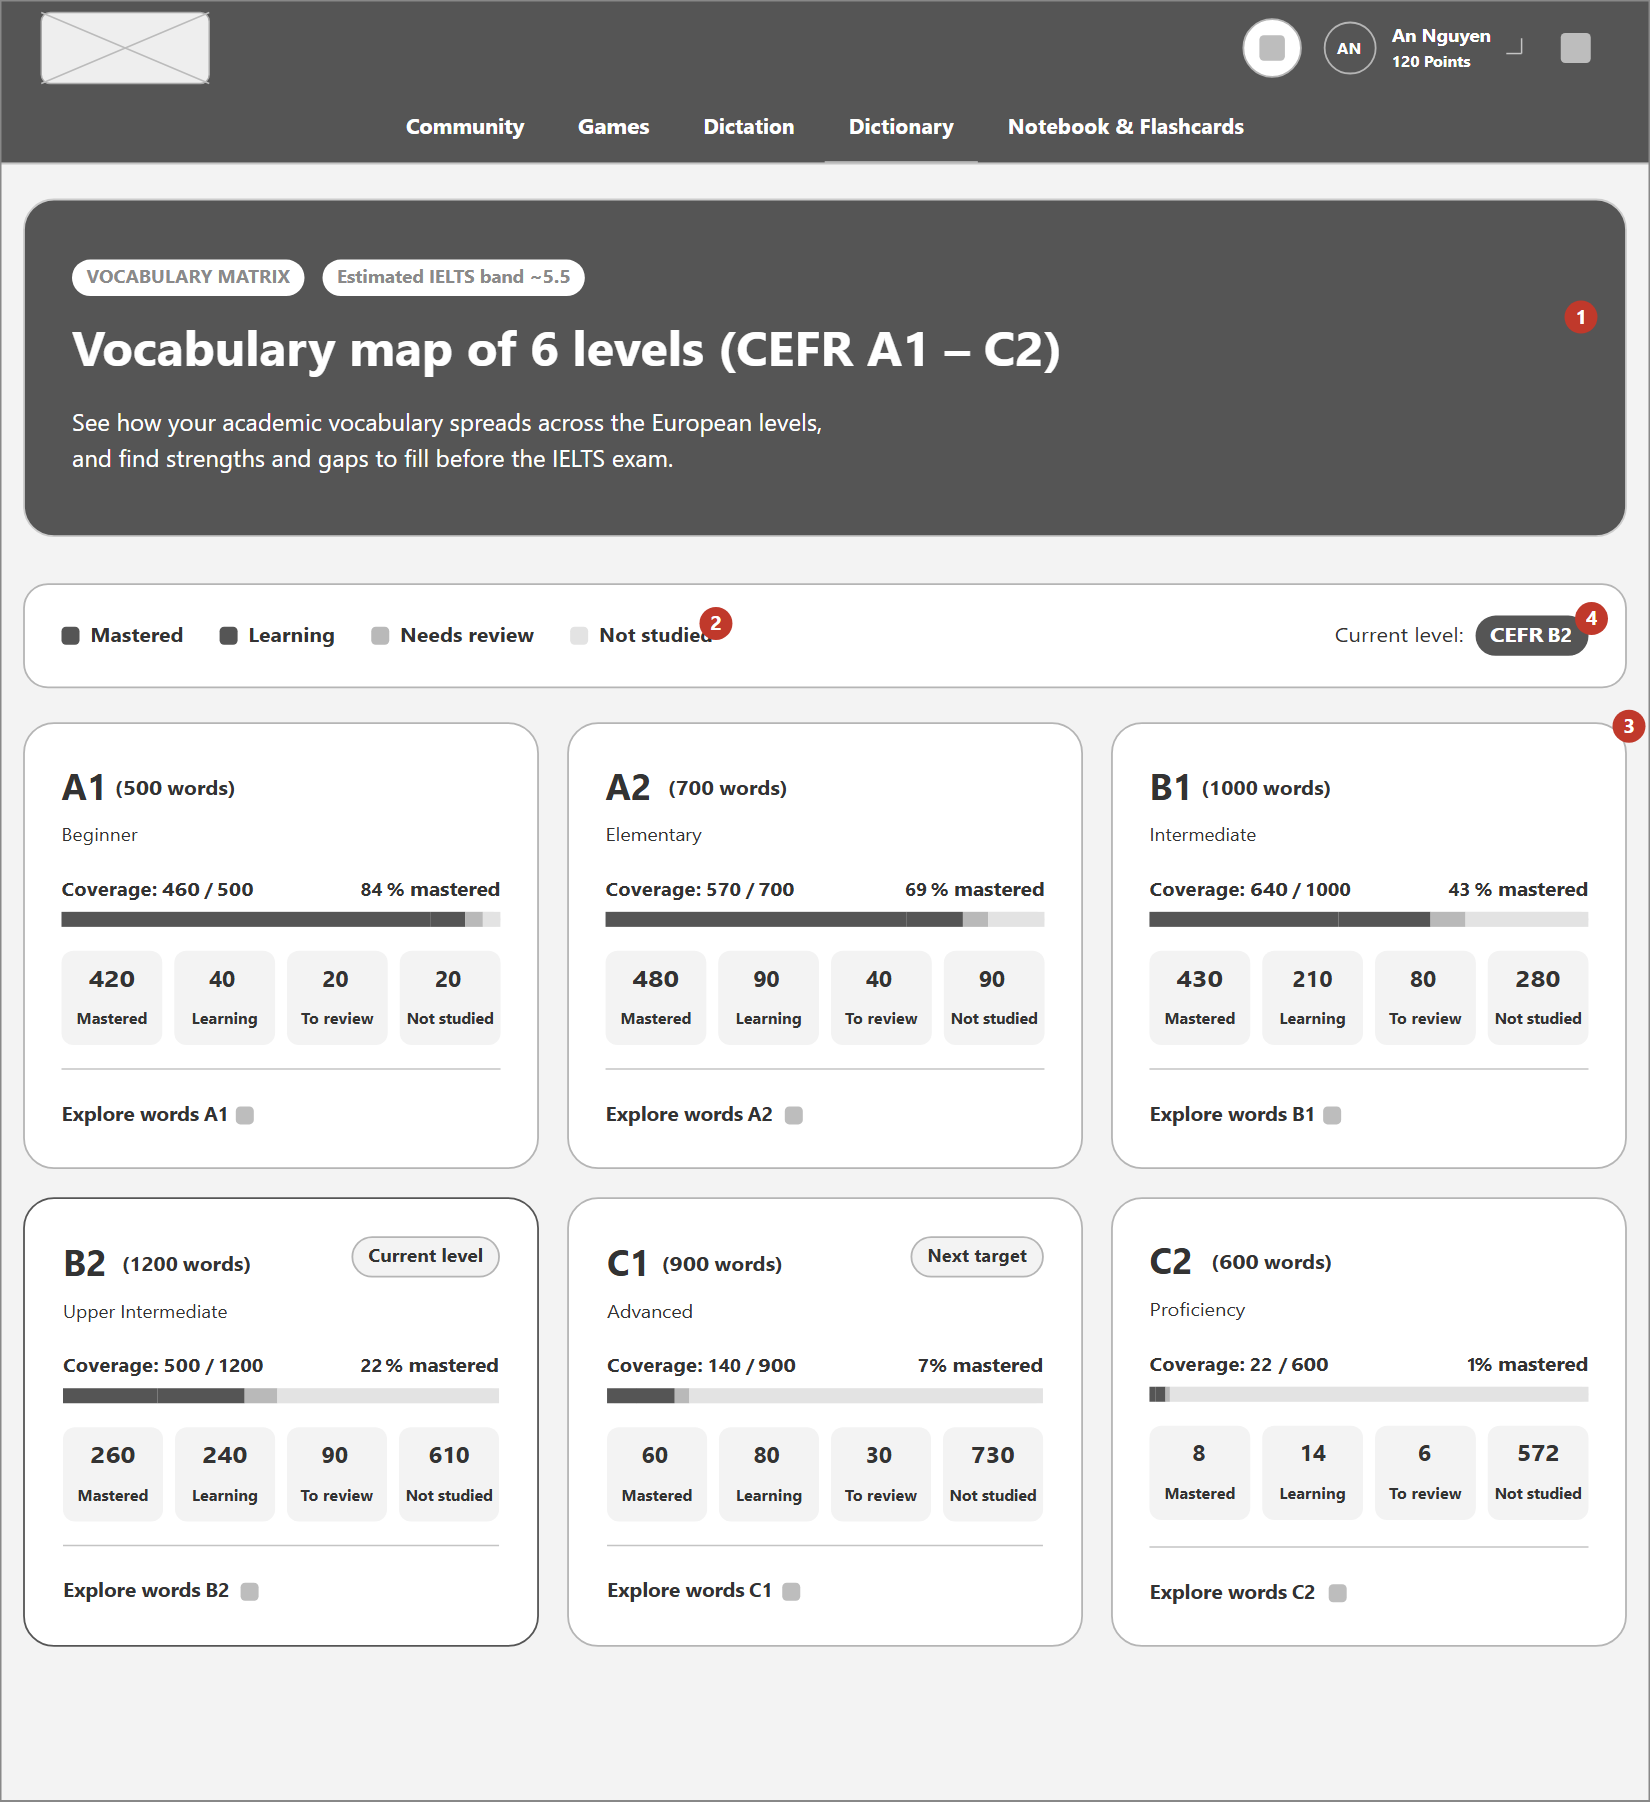 AN
An Nguyen
120 Points
Community Games Dictation Dictionary Notebook & Flashcards
VOCABULARY MATRIX Estimated IELTS band ~5.5
1
Vocabulary map of 6 levels (CEFR A1 – C2)
See how your academic vocabulary spreads across the European levels,
and find strengths and gaps to fill before the IELTS exam.
Mastered Learning Needs review Not studied 2 Current level: CEFR B2 4
3
A1 (500 words)
Beginner
Coverage: 460 / 500 84 % mastered
420 40 20 20
Mastered Learning To review Not studied
Explore words A1
A2 (700 words)
Elementary
Coverage: 570 / 700 69 % mastered
480 90 40 90
Mastered Learning To review Not studied
Explore words A2
B1 (1000 words)
Intermediate
Coverage: 640 / 1000 43 % mastered
430 210 80 280
Mastered Learning To review Not studied
Explore words B1
B2 (1200 words) Current level
Upper Intermediate
Coverage: 500 / 1200 22 % mastered
260 240 90 610
Mastered Learning To review Not studied
Explore words B2
C1 (900 words) Next target
Advanced
Coverage: 140 / 900 7% mastered
60 80 30 730
Mastered Learning To review Not studied
Explore words C1
C2 (600 words)
Proficiency
Coverage: 22 / 600 1% mastered
8 14 6 572
Mastered Learning To review Not studied
Explore words C2